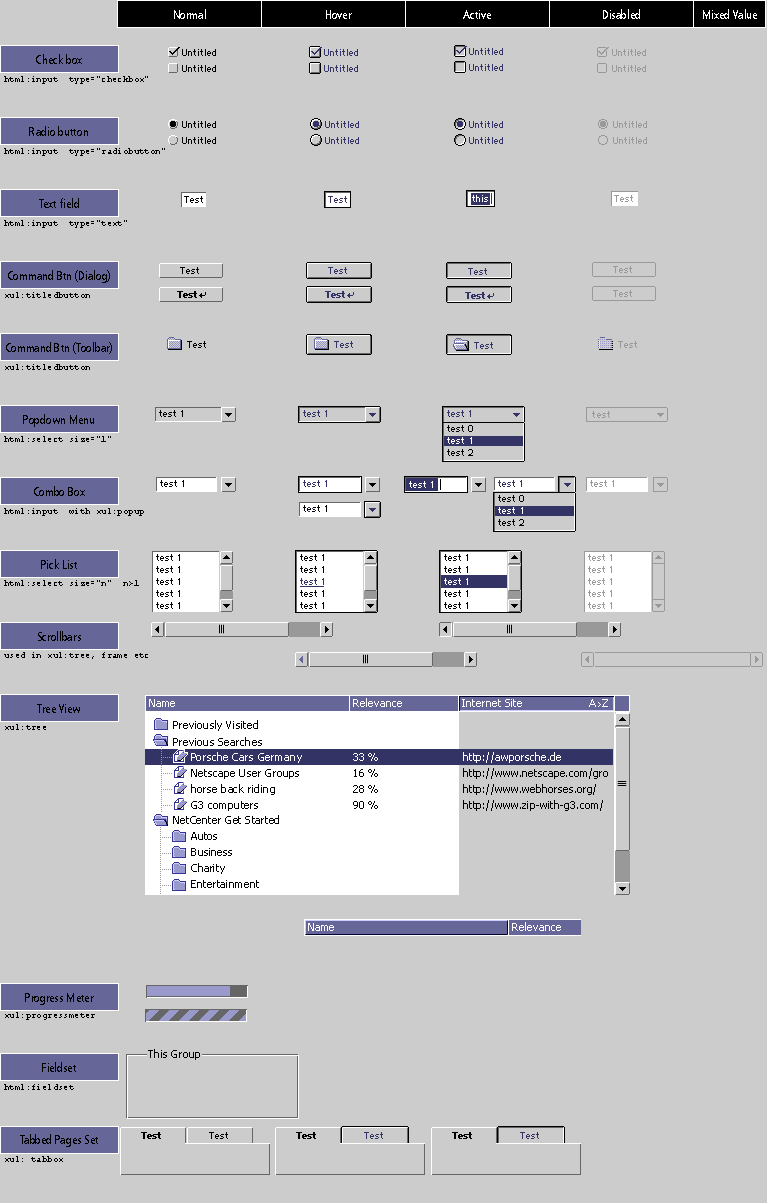 Normal Hover Active Disabled Mixed Value
Check box
Untitled Untitled Untitled Untitled
Untitled Untitled Untitled Untitled
html:input type="checkbox"
Radio button
Untitled Untitled Untitled Untitled
Untitled Untitled Untitled Untitled
html:input type="radiobutton"
Text field
Test Test this Test
html:input type="text"
Command Btn (Dialog)
Test Test Test Test
xul:titledbutton
Test↵ Test↵ Test↵ Test
Command Btn (Toolbar)
Test Test Test Test
xul:titledbutton
Popdown Menu
test 1 test 1 test 1 test
test 0
html:select size="1"
test 1
test 2
Combo Box
test 1 test 1 test 1 test 1 test 1
test 0
html:input with xul:popup
test 1 test 1
test 2
Pick List
test 1 test 1 test 1 test 1
test 1 test 1 test 1 test 1
html:select size="n" n>1
test 1 test 1 test 1 test 1
test 1 test 1 test 1 test 1
test 1 test 1 test 1 test 1
Scrollbars
used in xul:tree, frame etc
Tree View
xul:tree
Name Relevance Internet Site A>Z
Previously Visited
Previous Searches
Porsche Cars Germany 33 % http://awporsche.de
Netscape User Groups 16 % http://www.netscape.com/gro
horse back riding 28 % http://www.webhorses.org/
G3 computers 90 % http://www.zip-with-g3.com/
NetCenter Get Started
Autos
Business
Charity
Entertainment
Name Relevance
Progress Meter
xul:progressmeter
Fieldset
html:fieldset
This Group
Tabbed Pages Set
xul: tabbox
Test Test Test Test Test Test